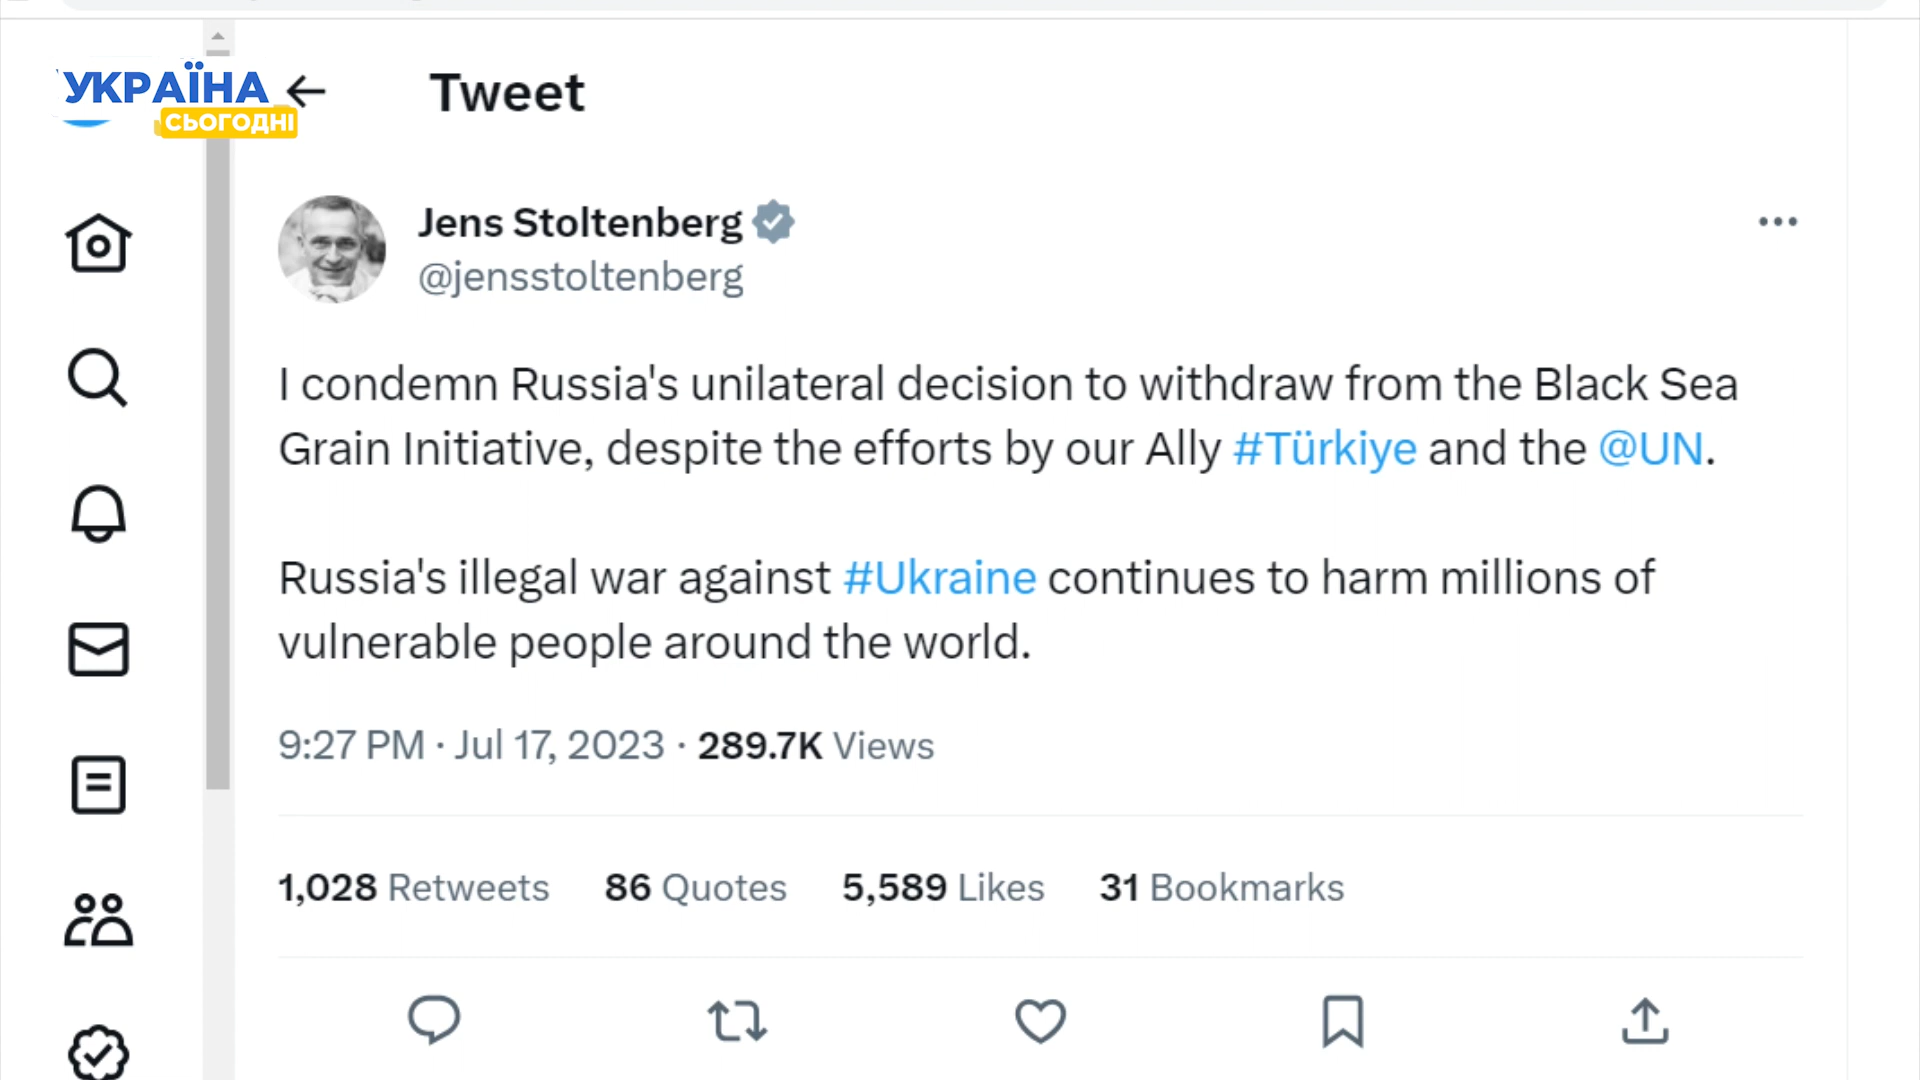 УКРАЇНА
СЬОГОДНІ
Tweet
Jens Stoltenberg
@jensstoltenberg
I condemn Russia's unilateral decision to withdraw from the Black Sea
Grain Initiative, despite the efforts by our Ally #Türkiye and the @UN.
Russia's illegal war against #Ukraine continues to harm millions of
vulnerable people around the world.
9:27 PM · Jul 17, 2023 · 289.7K Views
1,028 Retweets 86 Quotes 5,589 Likes 31 Bookmarks